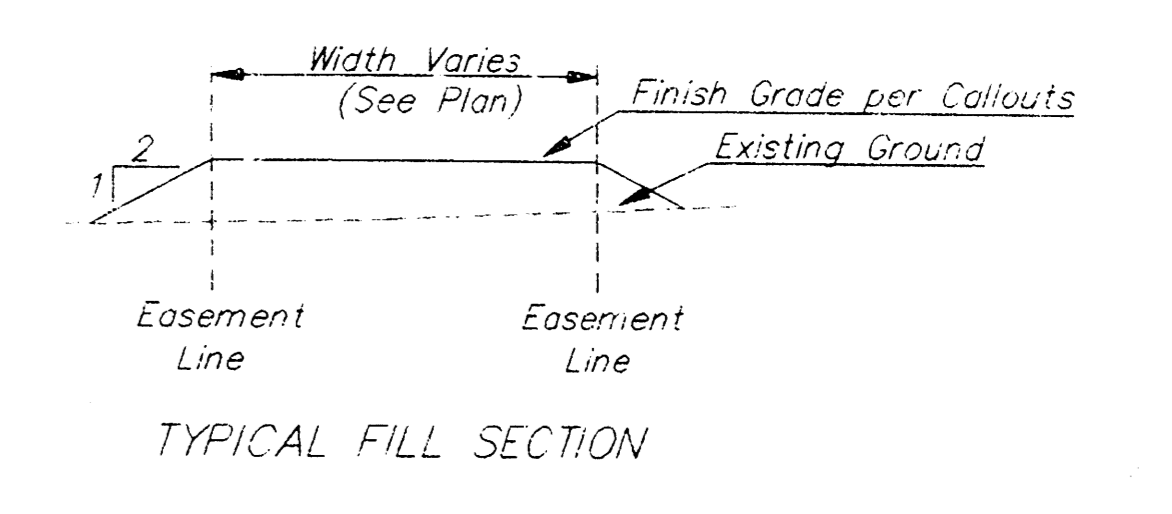 Width Varies
(See Plan)
Finish Grade per Callouts
2
Existing Ground
1
Easement
Line
Easement
Line
TYPICAL FILL SECTION